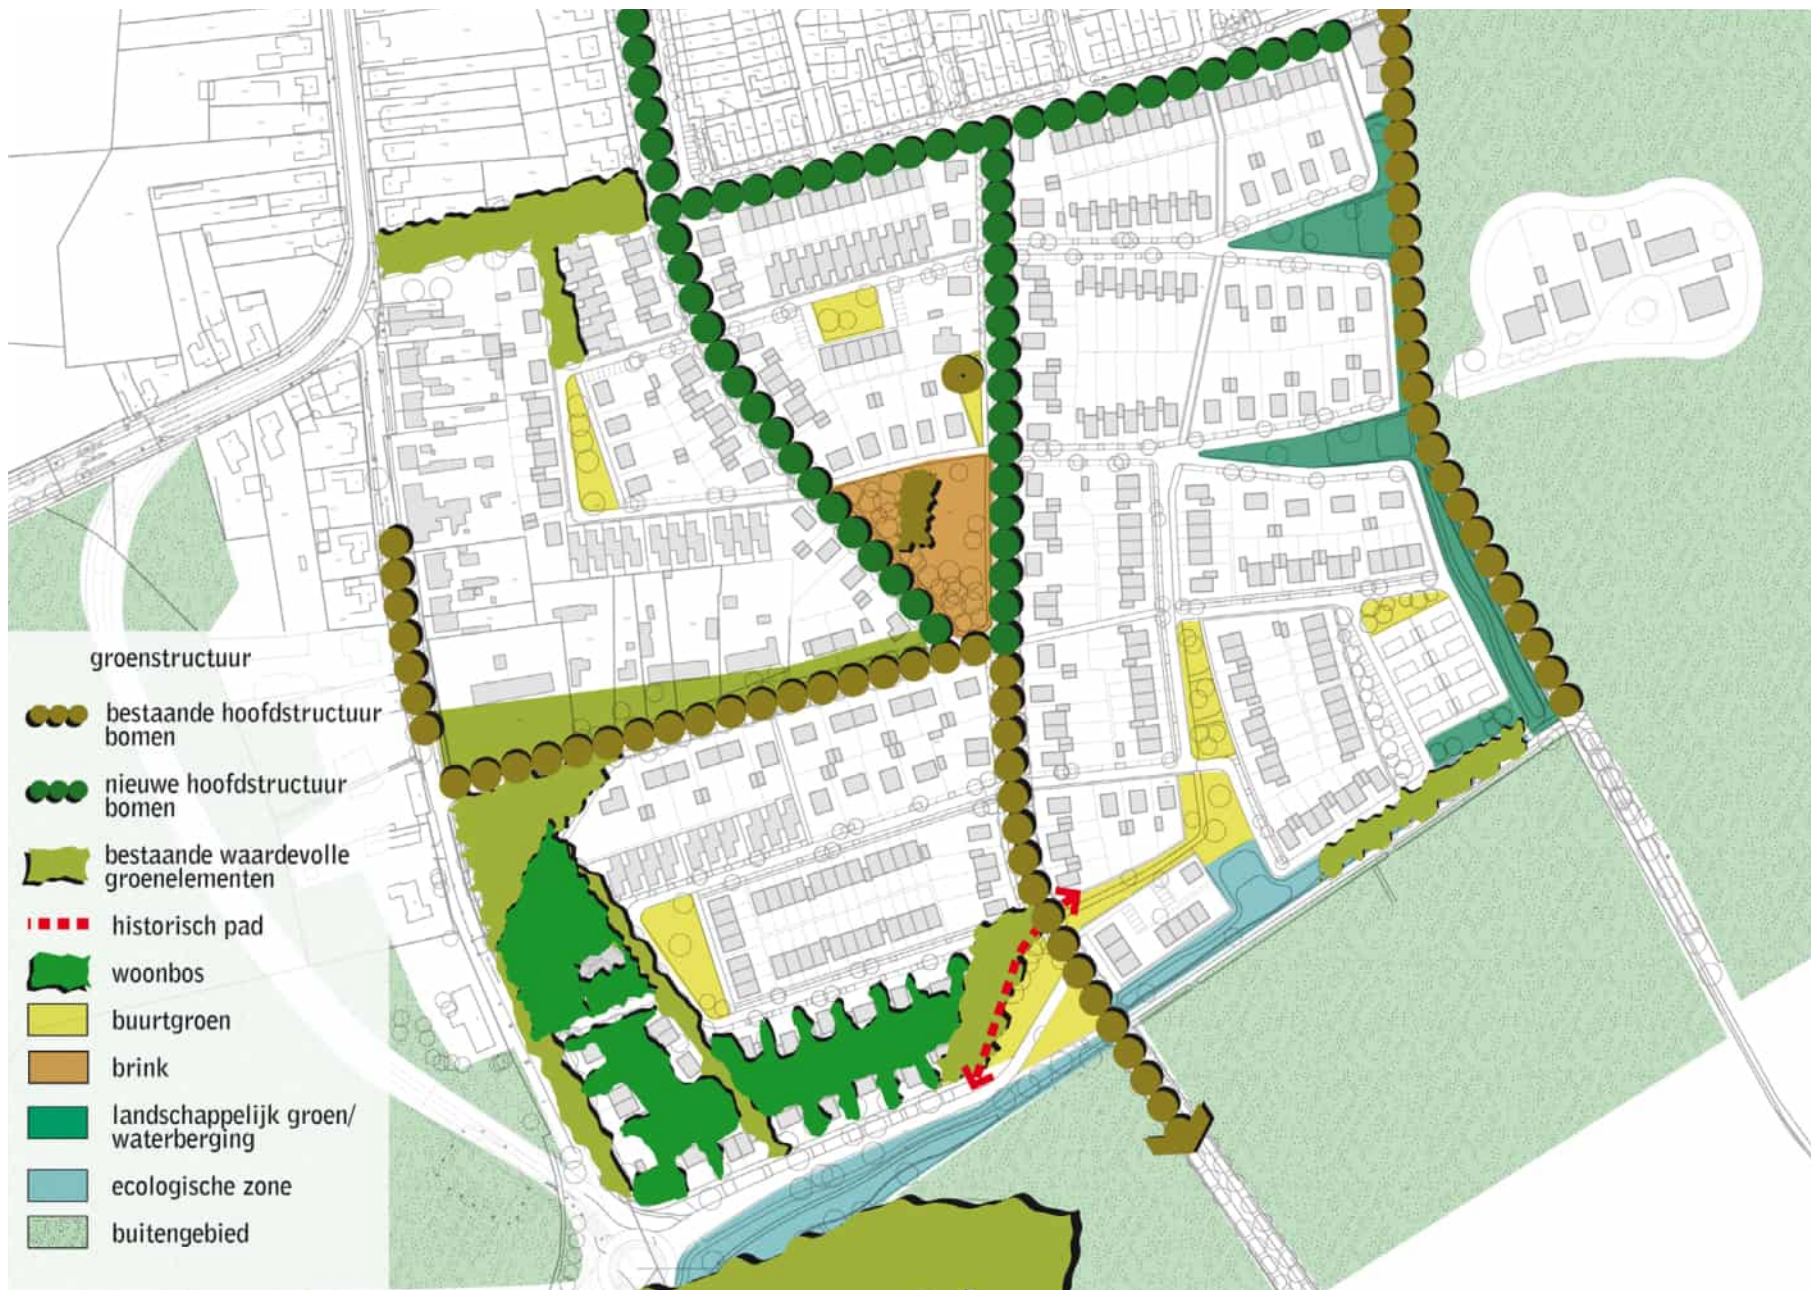 groenstructuur
bestaande hoofdstructuur
bomen
nieuwe hoofdstructuur
bomen
bestaande waardevolle
groenelementen
historisch pad
woonbos
buurtgroen
brink
landschappelijk groen/
waterberging
ecologische zone
buitengebied